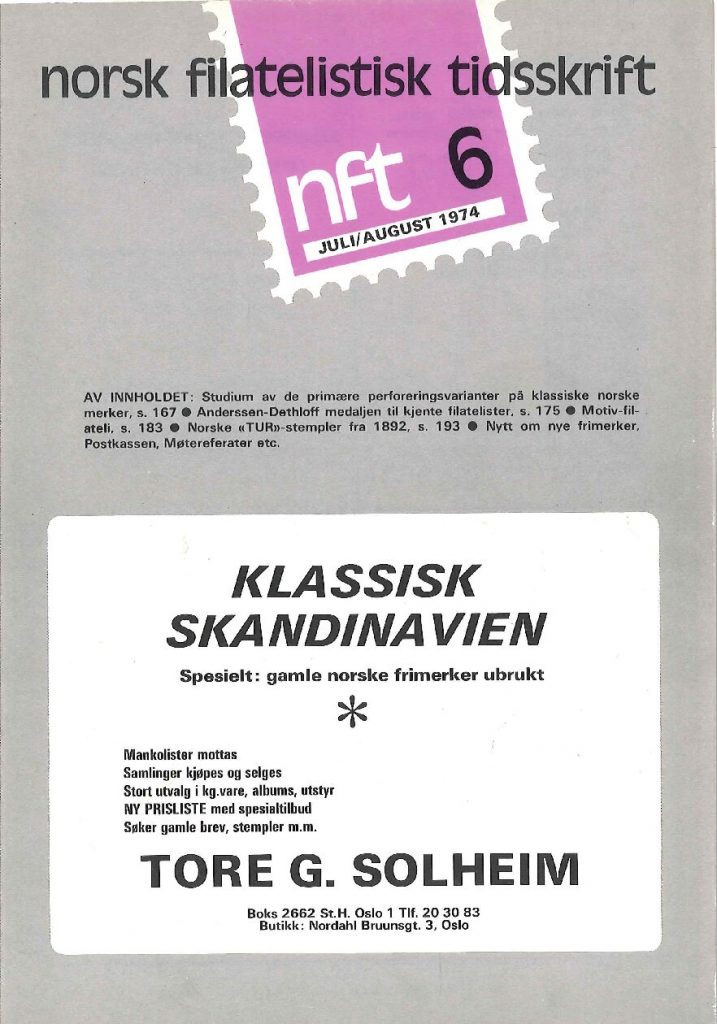 norsk filatelistisk tidsskrift
nft 6
JULI/AUGUST 1974
AV INNHOLDET: Studium av de primære perforeringsvarianter på klassiske norske
merker, s. 167 ● Anderssen-Dethloff medaljen til kjente filatelister, s. 175 ● Motiv-fil-
ateli, s. 183 ● Norske «TUR»-stempler fra 1892, s. 193 ● Nytt om nye frimerker,
Postkassen, Møtereferater etc.
KLASSISK
SKANDINAVIEN
Spesielt: gamle norske frimerker ubrukt
*
Mankolister mottas
Samlinger kjøpes og selges
Stort utvalg i kg.vare, albums, utstyr
NY PRISLISTE med spesialtilbud
Søker gamle brev, stempler m.m.
TORE G. SOLHEIM
Boks 2662 St.H. Oslo 1 Tlf. 20 30 83
Butikk: Nordahl Bruunsgt. 3, Oslo